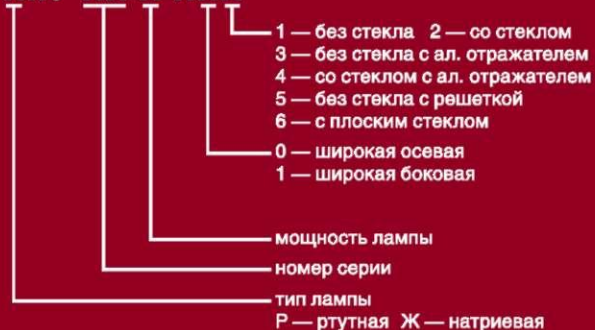 1 — без стекла 2 — со стеклом
3 — без стекла с ал. отражателем
4 — со стеклом с ал. отражателем
5 — без стекла с решеткой
6 — с плоским стеклом
0 — широкая осевая
1 — широкая боковая
мощность лампы
номер серии
тип лампы
Р — ртутная Ж — натриевая